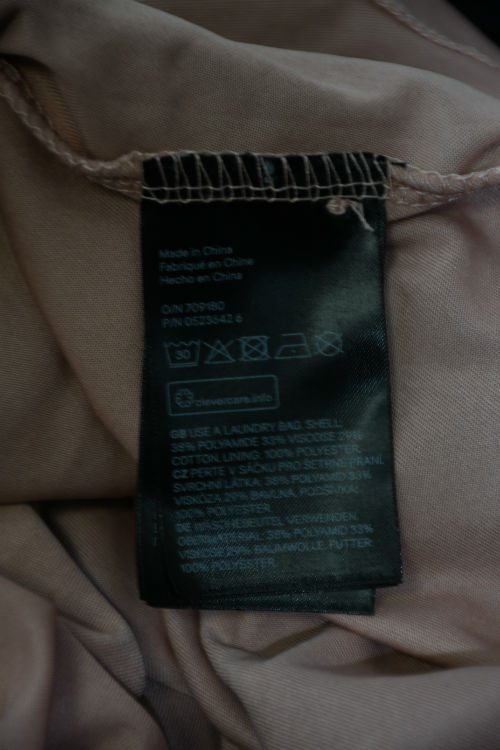 Made in China
Fabriqué en Chine
Hecho en China
O/N 709180
P/N 0523642 6
30
clevercare.info
GB USE A LAUNDRY BAG. SHELL:
38% POLYAMIDE 33% VISCOSE 29%
COTTON. LINING: 100% POLYESTER.
CZ PERTE V SÁČKU PRO ŠETRNÉ PRANÍ.
SVRCHNÍ LÁTKA: 38% POLYAMID 33%
VISKÓZA 29% BAVLNA. PODŠÍVKA:
100% POLYESTER
DE WÄSCHEBEUTEL VERWENDEN.
OBERMATERIAL: 38% POLYAMID 33%
VISKOSE 29% BAUMWOLLE. FUTTER:
100% POLYESTER.